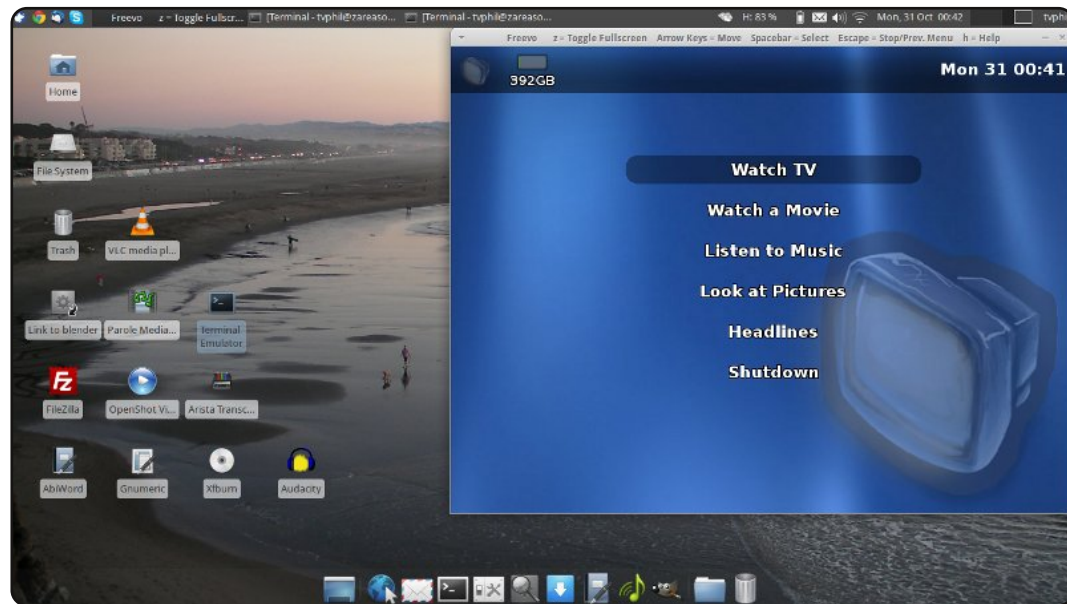 Freevo z = Toggle Fullscr... [Terminal - tvphil@zareaso... [Terminal - tvphil@zareaso... H: 83 % Mon, 31 Oct 00:42 tvphi
Freevo z = Toggle Fullscreen Arrow Keys = Move Spacebar = Select Escape = Stop/Prev. Menu h = Help
392GB
Mon 31 00:41
Watch TV
Watch a Movie
Listen to Music
Look at Pictures
Headlines
Shutdown
Home
File System
Trash VLC media pl...
Link to blender Parole Media... Terminal
Emulator
FileZilla OpenShot Vi... Arista Transc...
AbiWord Gnumeric Xfburn Audacity